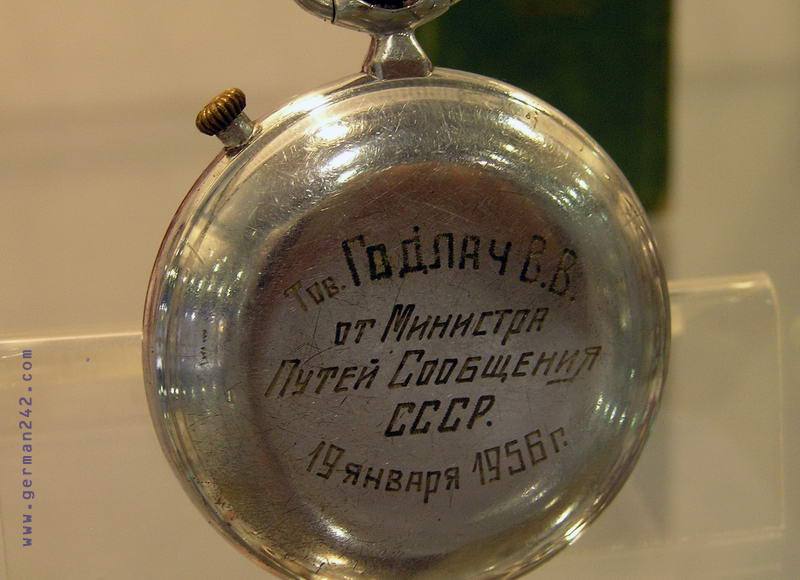 Тов. Годлач В.В.
от Министра
Путей Сообщения
СССР.
19 января 1956 г.
www.german242.com